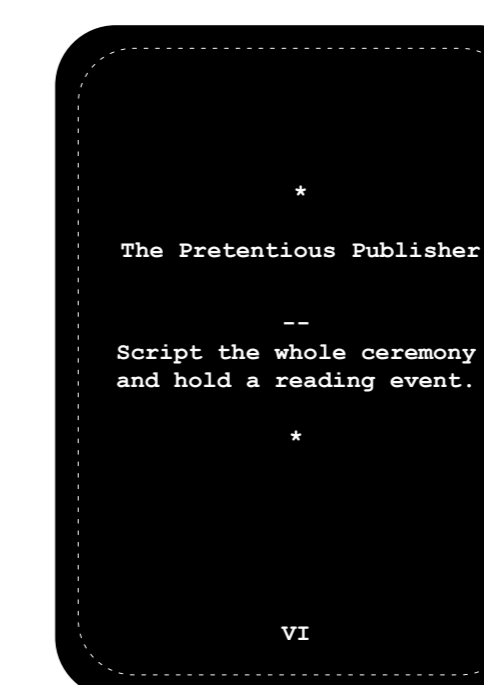 *
The Pretentious Publisher
--
Script the whole ceremony
and hold a reading event.
*
VI